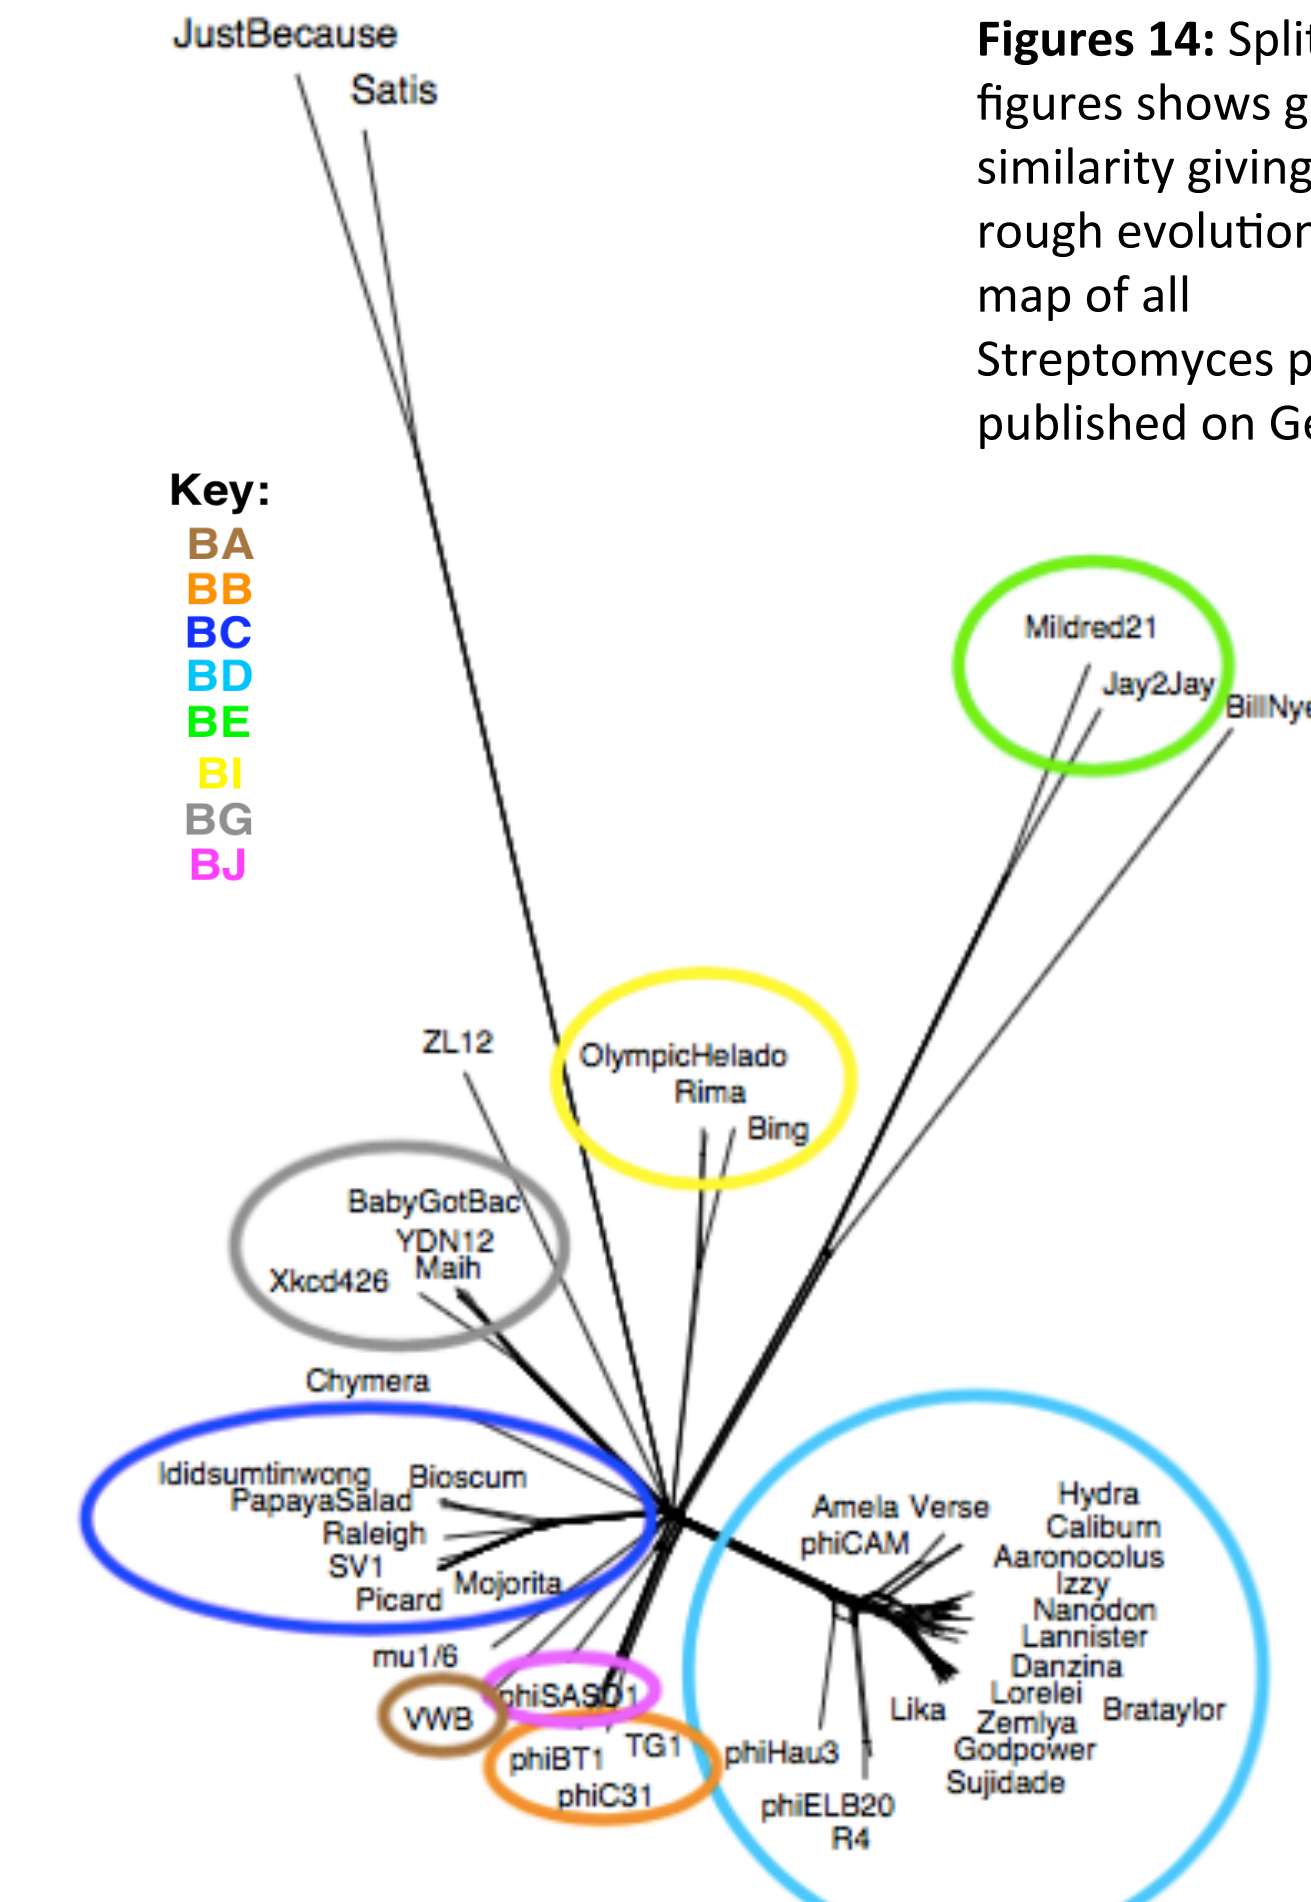 JustBecause
Satis
Figures 14: Split
figures shows g
similarity giving
rough evolution
map of all
Streptomyces p
published on Ge
Key:
BA
BB
BC
BD
BE
BI
BG
BJ
Mildred21
Jay2Jay
BillNye
ZL12
OlympicHelado
Rima
Bing
BabyGotBac
YDN12
Maih
Xkcd426
Chymera
Ididsumtinwong
Bioscum
PapayaSalad
Raleigh
SV1
Mojorita
Picard
mu1/6
VWB
phiSASD1
phiBT1
TG1
phiC31
Amela Verse
phiCAM
Hydra
Caliburn
Aaronocolus
Izzy
Nanodon
Lannister
Danzina
Lorelei
Lika
Brataylor
Zemlya
Godpower
Sujidade
phiHau3
phiELB20
R4